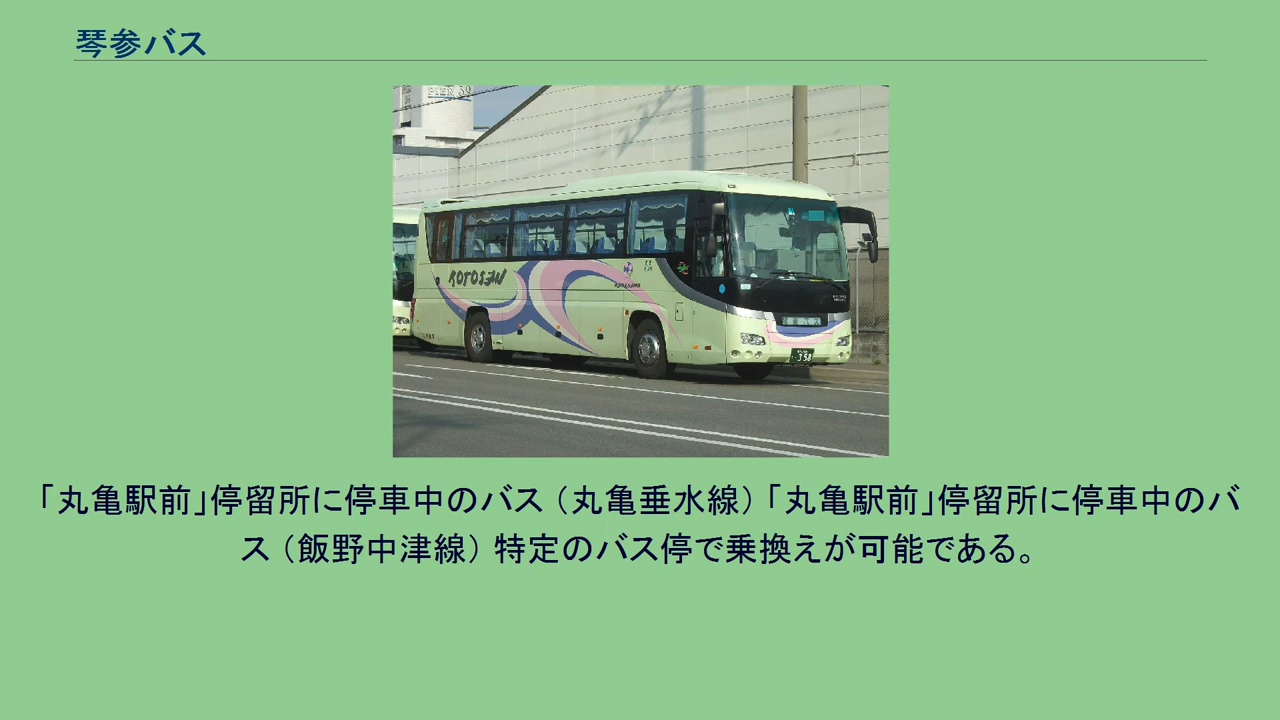 琴参バス
PIER 39
KOTOSAN
・358
「丸亀駅前」停留所に停車中のバス（丸亀垂水線）「丸亀駅前」停留所に停車中のバ
ス（飯野中津線）特定のバス停で乗換えが可能である。